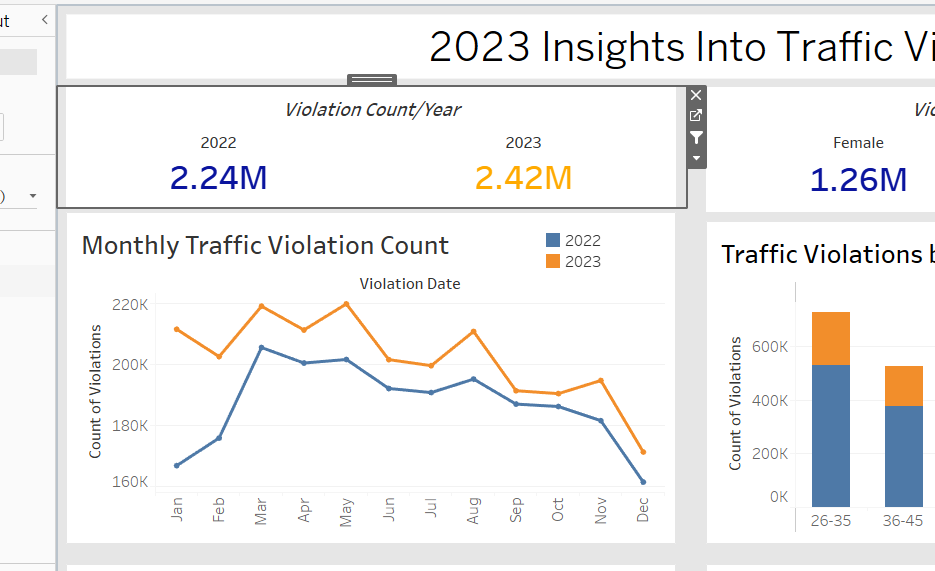 2023 Insights Into Traffic Vi
Violation Count/Year
2022 2023
2.24M 2.42M
Female
1.26M
Monthly Traffic Violation Count
2022
2023
Violation Date
Count of Violations
220K
200K
180K
160K
Jan Feb Mar Apr May Jun Jul Aug Sep Oct Nov Dec
Traffic Violations b
Count of Violations
600K
400K
200K
0K
26-35 36-45